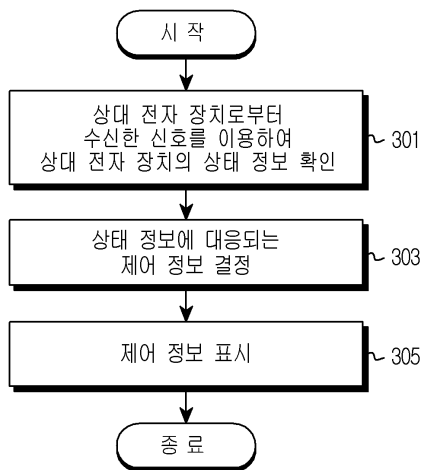 시 작
상대 전자 장치로부터
수신한 신호를 이용하여
상대 전자 장치의 상태 정보 확인
301
상태 정보에 대응되는
제어 정보 결정
303
제어 정보 표시
305
종 료